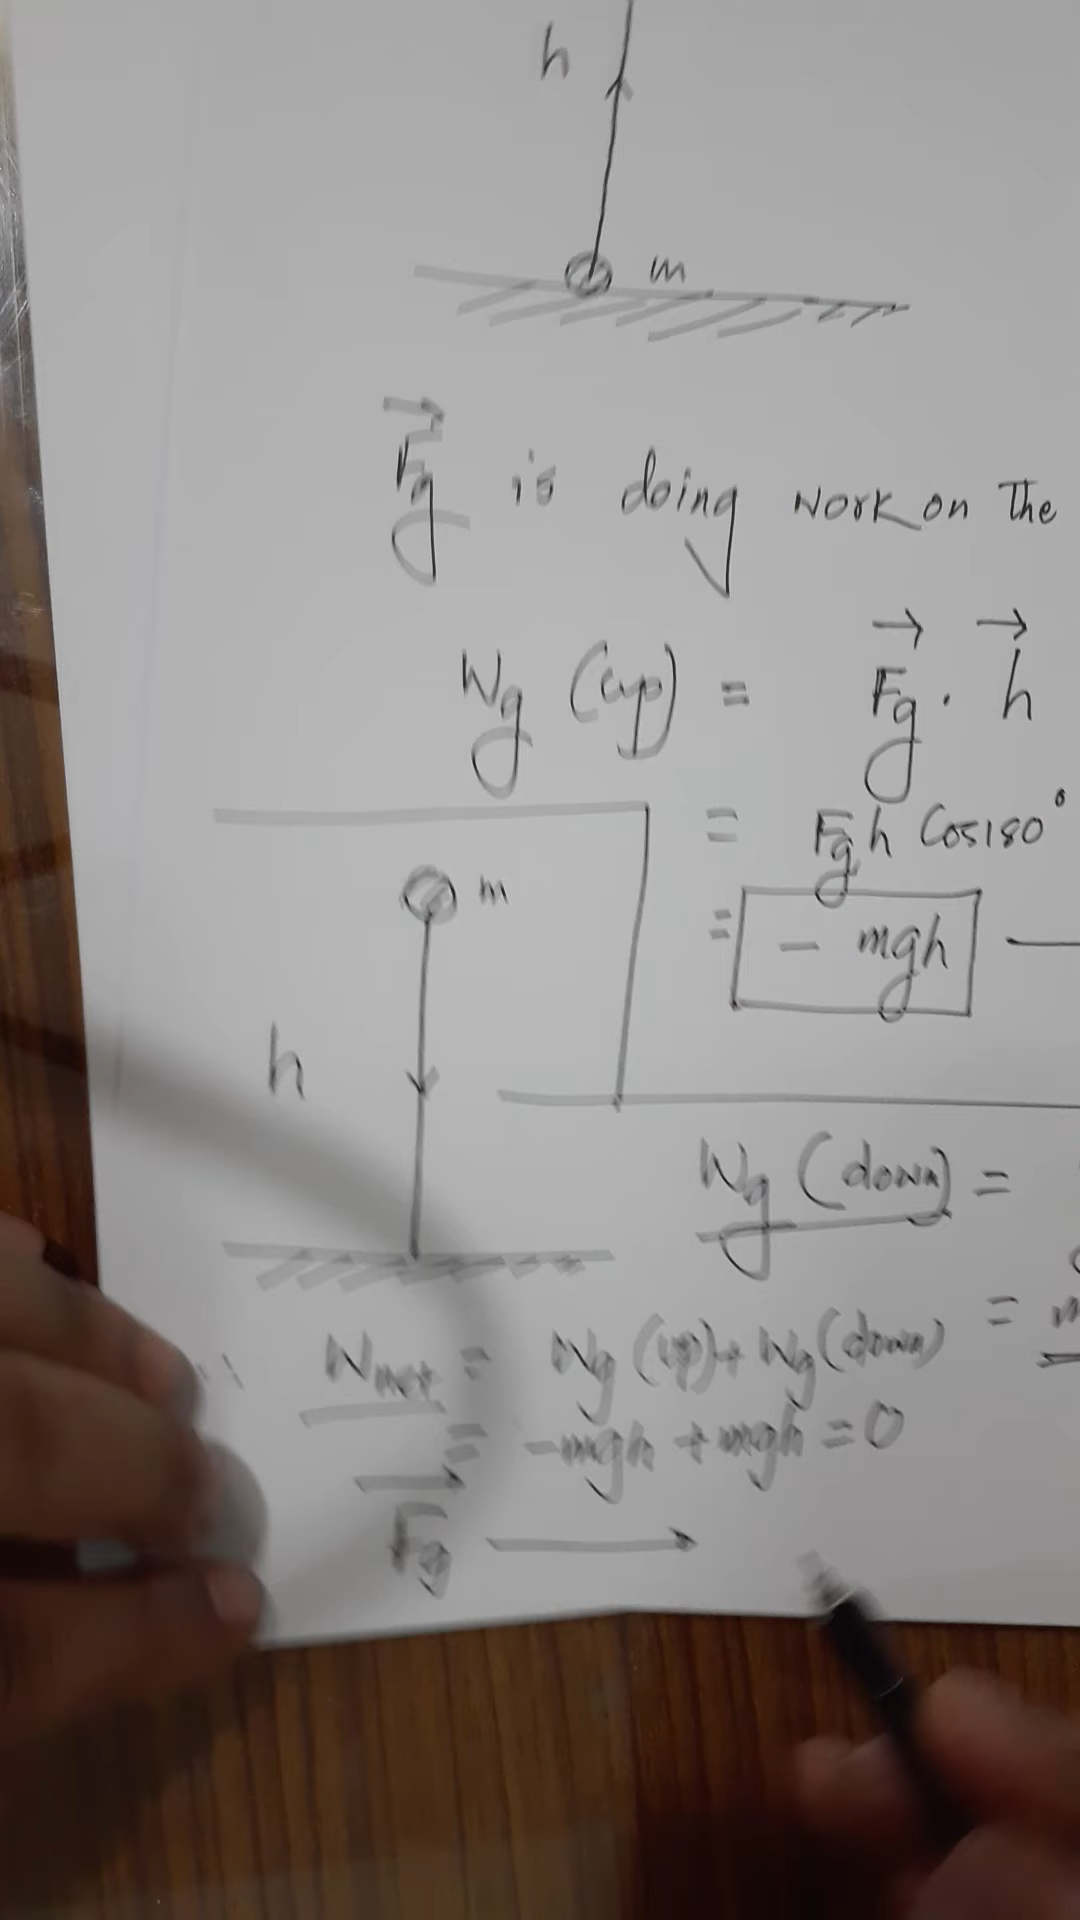 h
m
F⃗g is doing work on The
Wg (up) = F⃗g . h⃗
= Fgh Cos180°
= - mgh
m
h
Wg (down) =
=
∴ Wnet = Wg (up) + Wg (down)
= -mgh + mgh = 0
F⃗g →